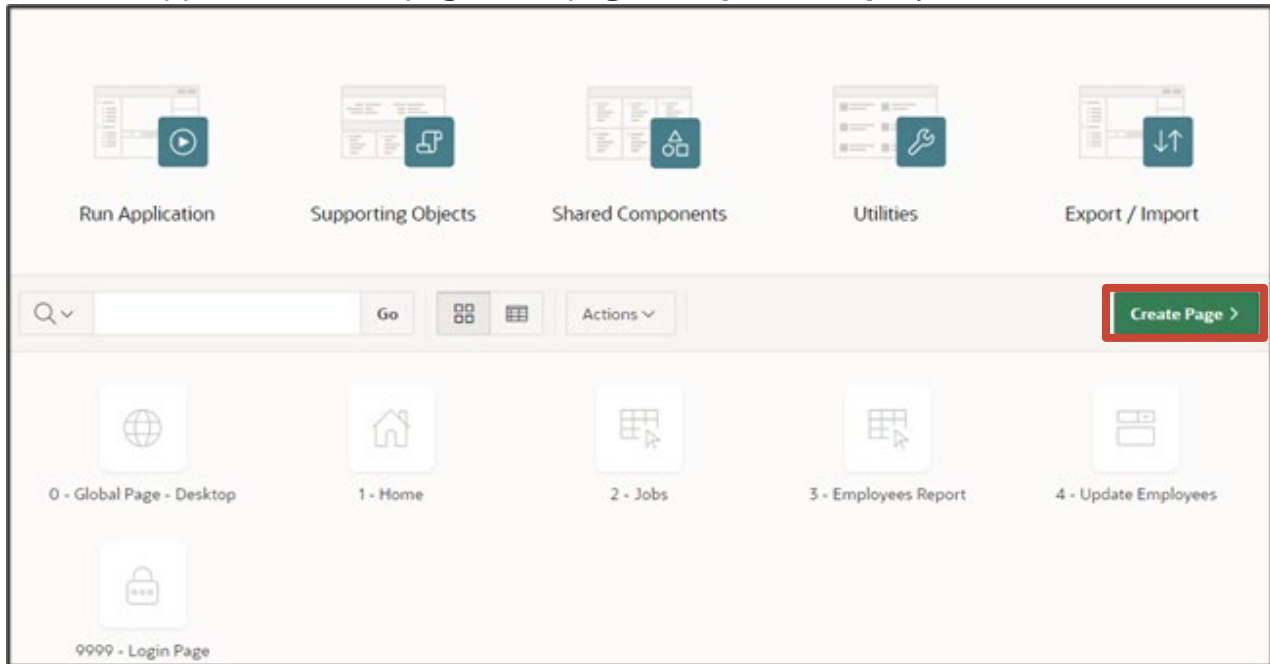 Run Application
Supporting Objects
Shared Components
Utilities
Export / Import
Go
Actions
Create Page >
0 - Global Page - Desktop
1 - Home
2 - Jobs
3 - Employees Report
4 - Update Employees
9999 - Login Page